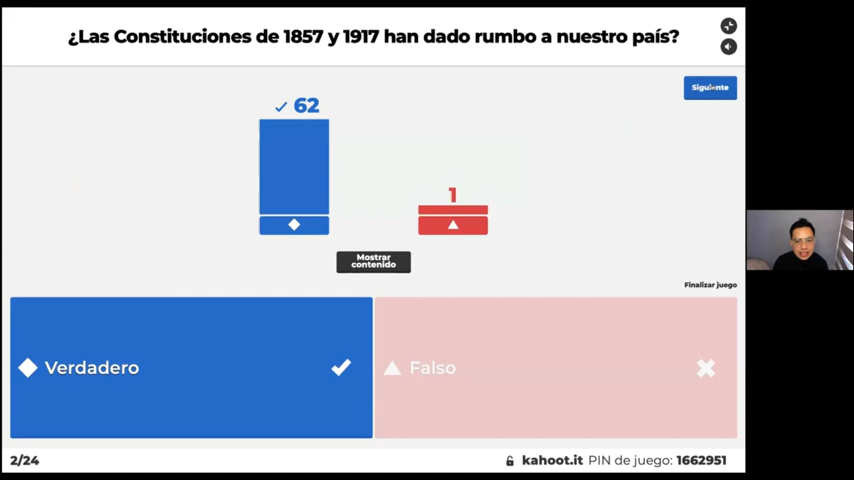 ¿Las Constituciones de 1857 y 1917 han dado rumbo a nuestro país?
Siguiente
62
1
Mostrar
contenido
Finalizar juego
Verdadero
Falso
2/24
kahoot.it PIN de juego: 1662951